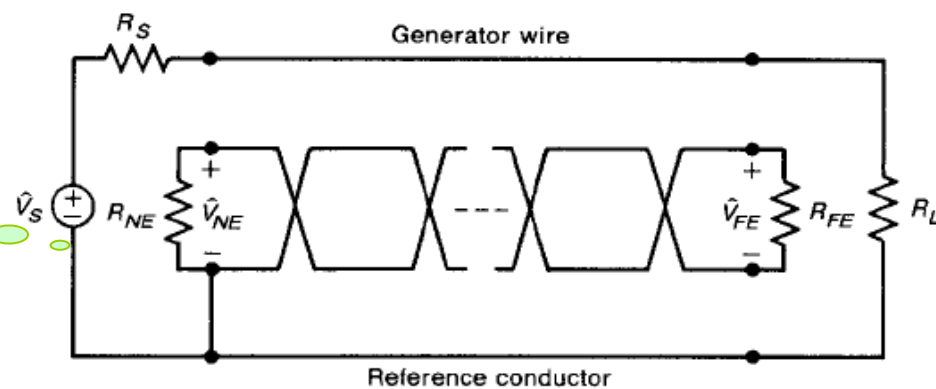 R_S
Generator wire
+
-
V̂_S
R_NE
+
V̂_NE
-
- - -
+
V̂_FE
-
R_FE
R_L
Reference conductor